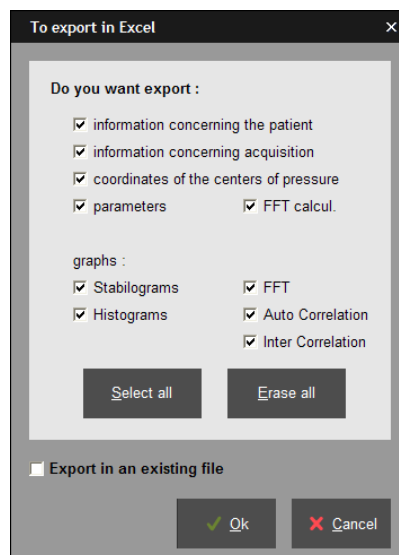 To export in Excel
Do you want export :
information concerning the patient
information concerning acquisition
coordinates of the centers of pressure
parameters FFT calcul.
graphs :
Stabilograms FFT
Histograms Auto Correlation
Inter Correlation
Select all Erase all
Export in an existing file
Ok Cancel